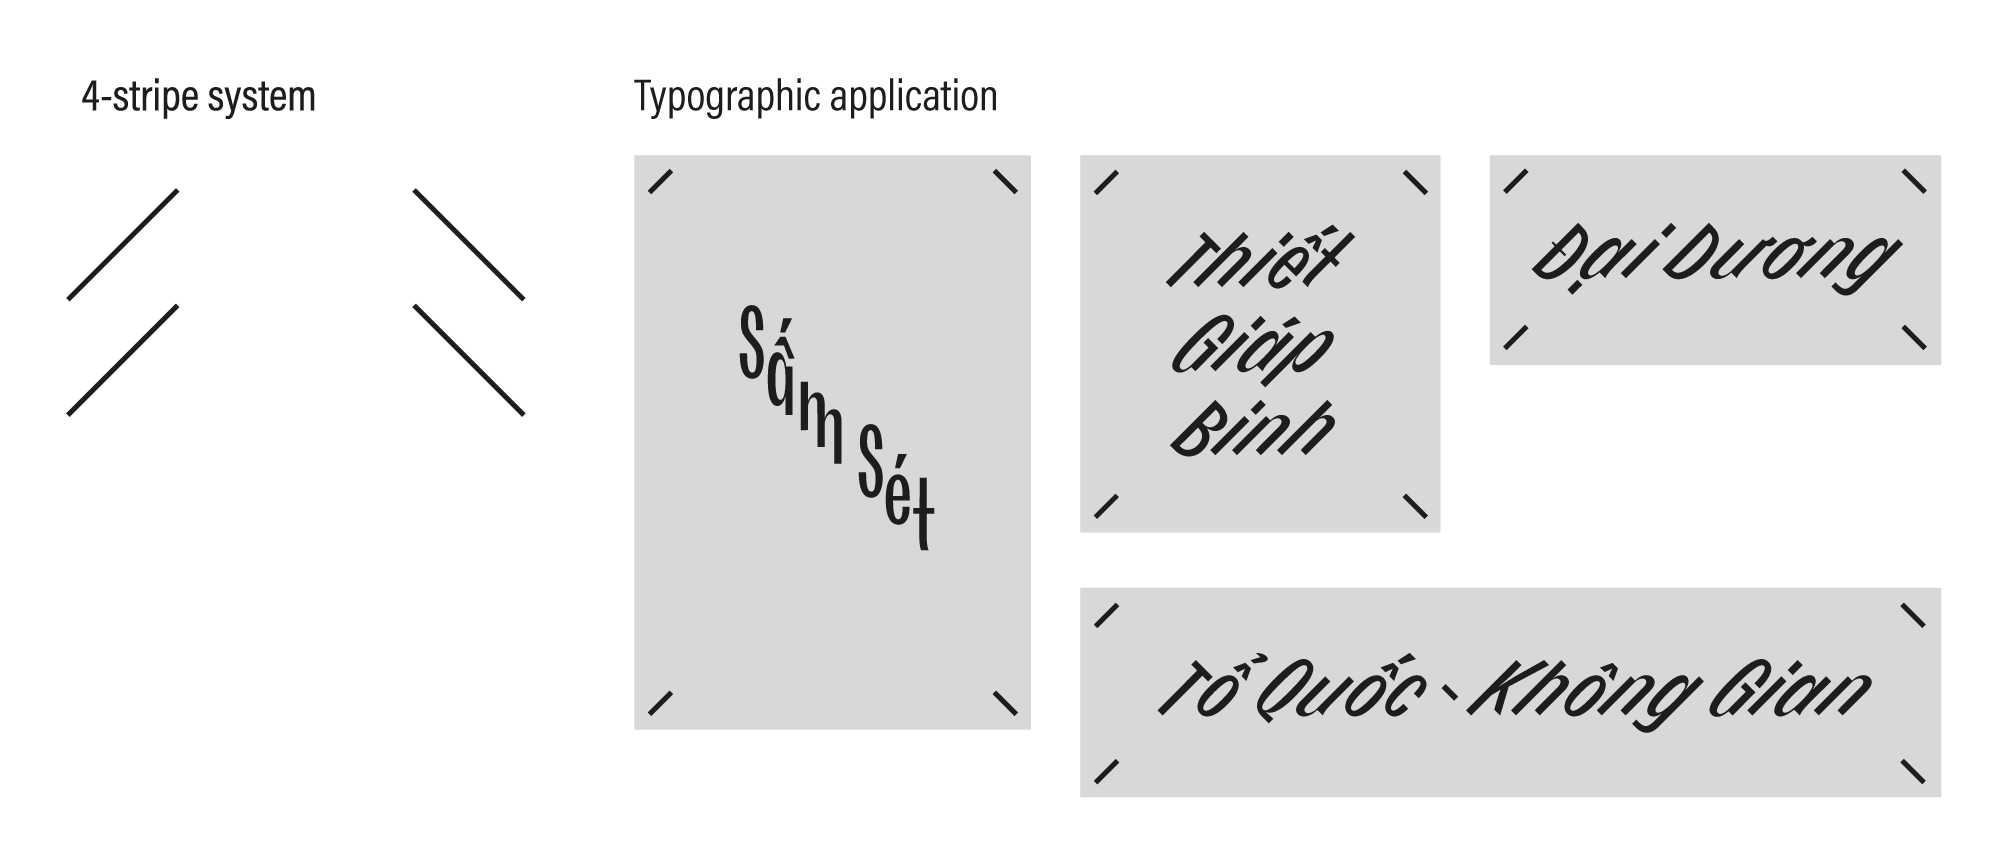 4-stripe system
Typographic application
Sấm Sét
Thiết
Giáp
Binh
Đại Dương
Tổ Quốc - Không Gian